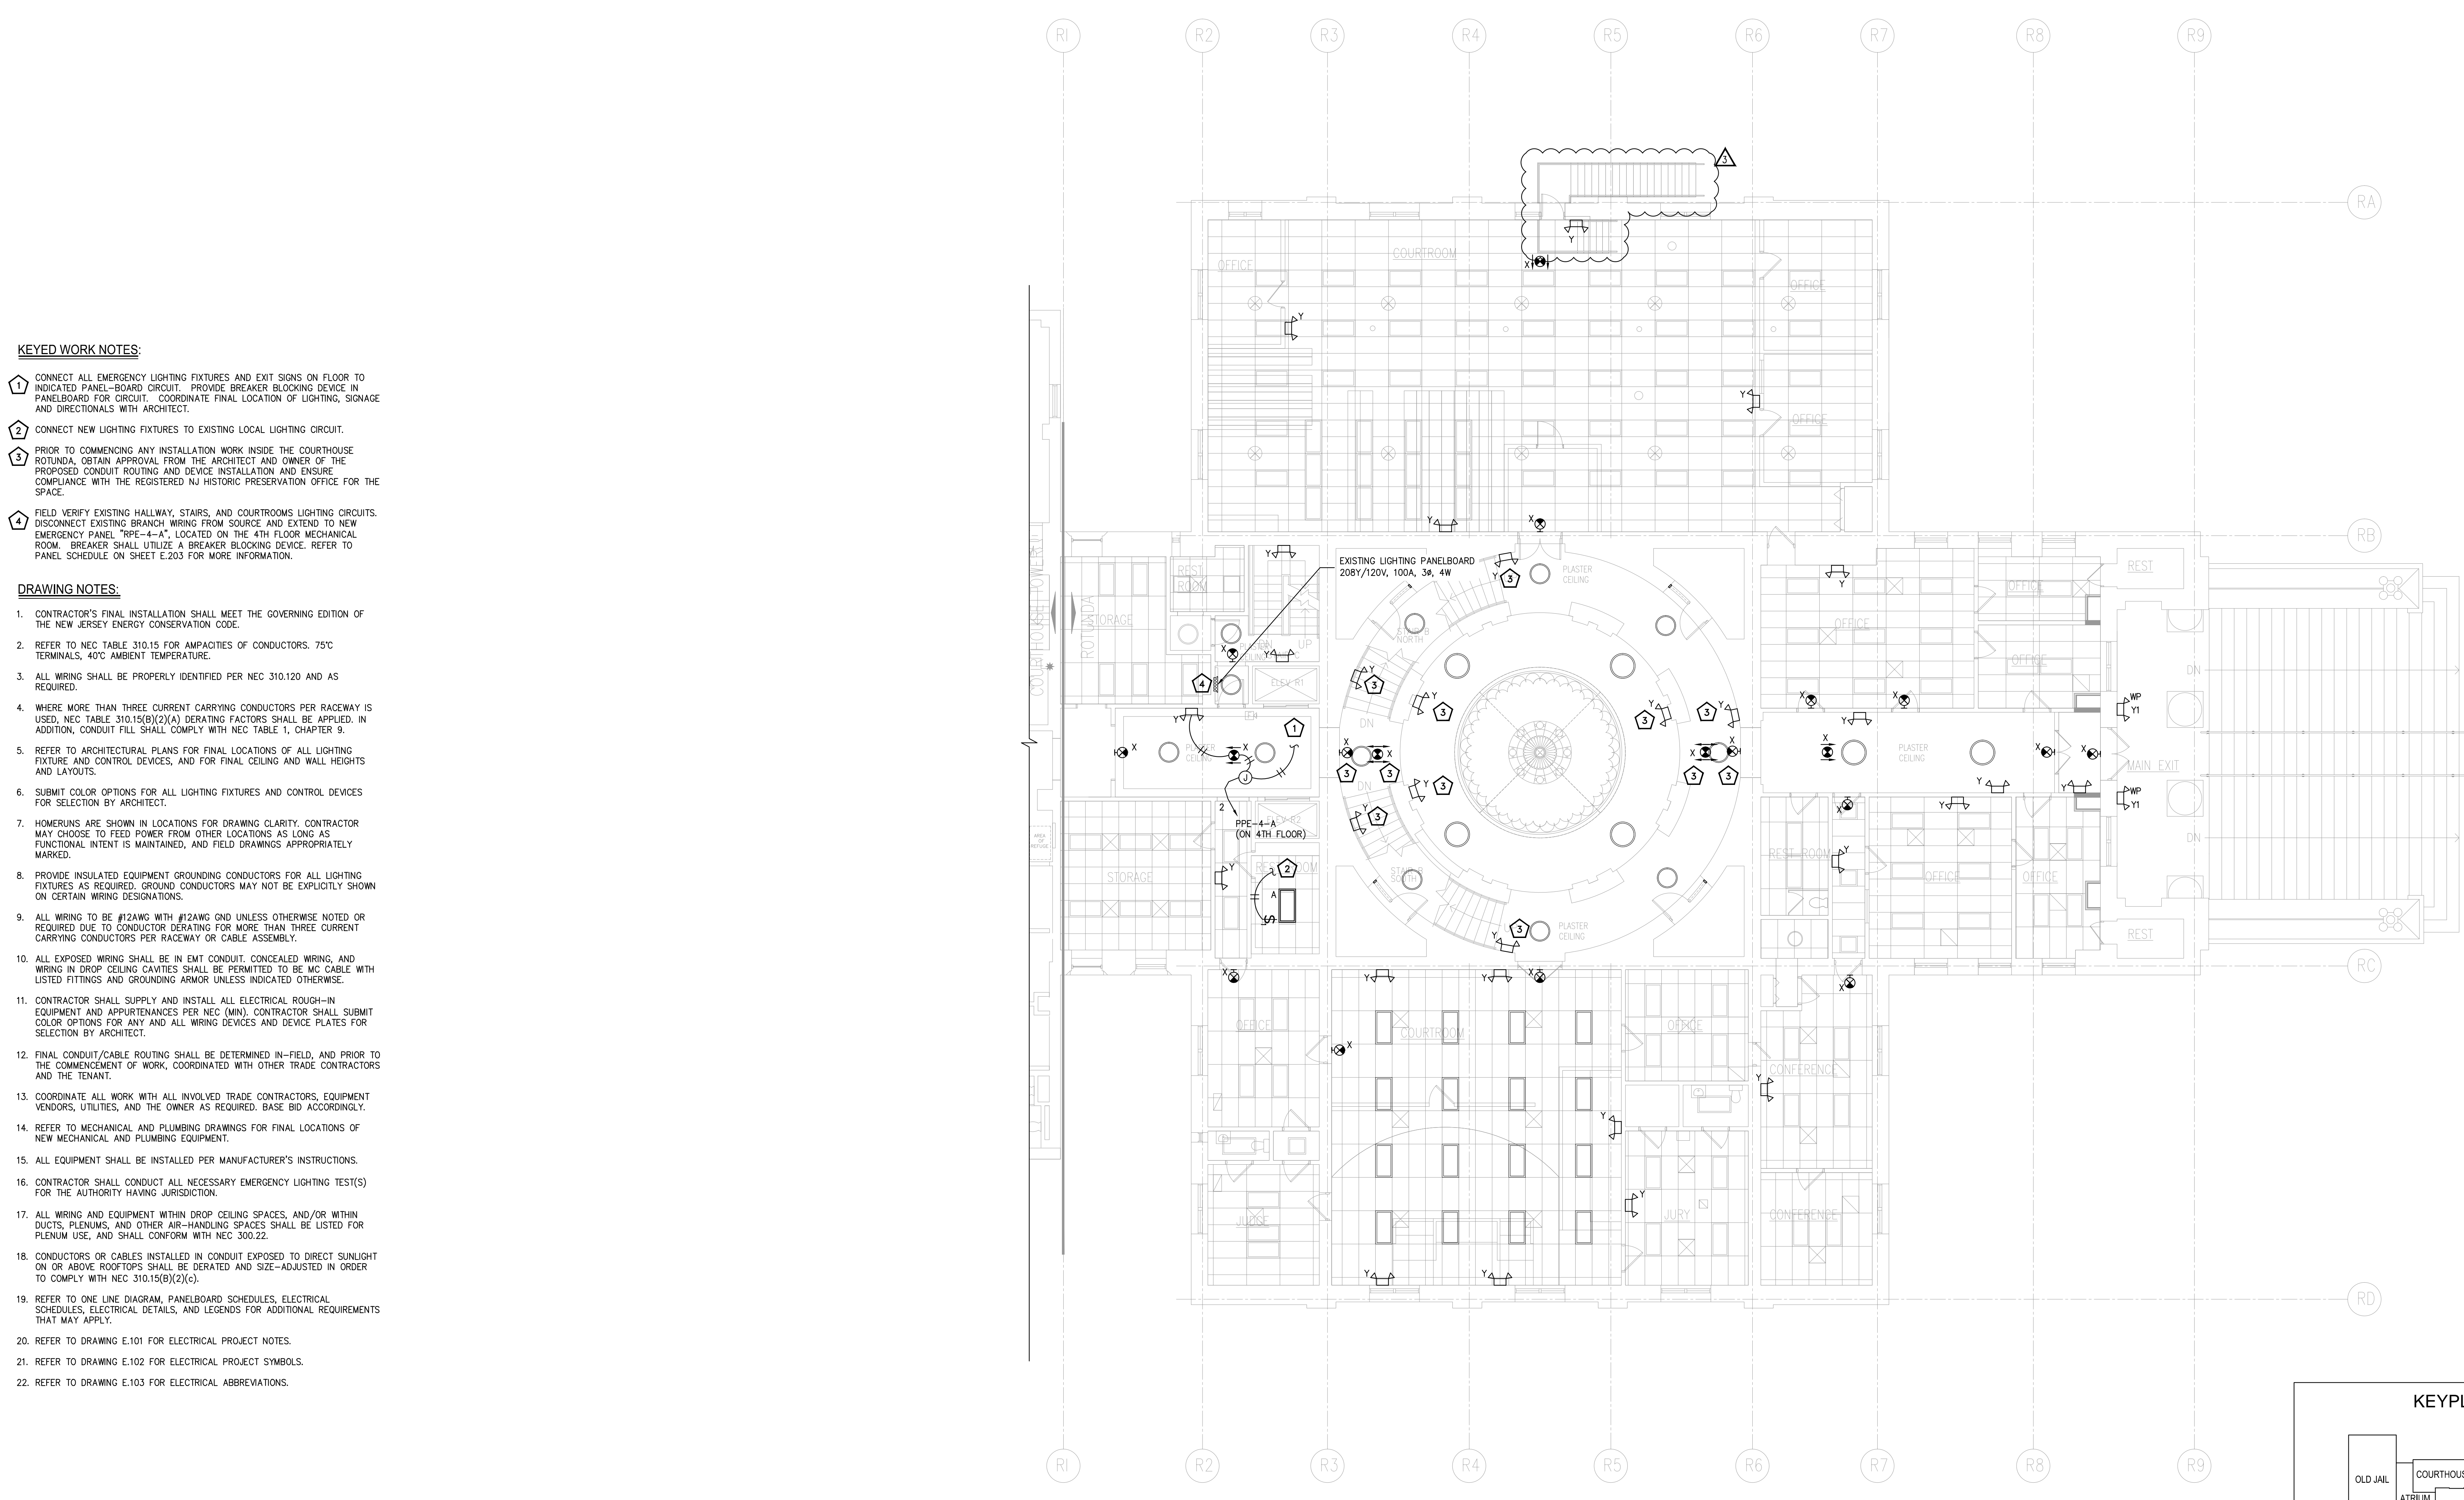 R1
R2
R3
R4
R5
R6
R7
R8
R9
KEYED WORK NOTES:
1 CONNECT ALL EMERGENCY LIGHTING FIXTURES AND EXIT SIGNS ON FLOOR TO
INDICATED PANEL-BOARD CIRCUIT. PROVIDE BREAKER BLOCKING DEVICE IN
PANELBOARD FOR CIRCUIT. COORDINATE FINAL LOCATION OF LIGHTING, SIGNAGE
AND DIRECTIONALS WITH ARCHITECT.
2 CONNECT NEW LIGHTING FIXTURES TO EXISTING LOCAL LIGHTING CIRCUIT.
3 PRIOR TO COMMENCING ANY INSTALLATION WORK INSIDE THE COURTHOUSE
ROTUNDA, OBTAIN APPROVAL FROM THE ARCHITECT AND OWNER OF THE
PROPOSED CONDUIT ROUTING AND DEVICE INSTALLATION AND ENSURE
COMPLIANCE WITH THE REGISTERED NJ HISTORIC PRESERVATION OFFICE FOR THE
SPACE.
4 FIELD VERIFY EXISTING HALLWAY, STAIRS, AND COURTROOMS LIGHTING CIRCUITS.
DISCONNECT EXISTING BRANCH WIRING FROM SOURCE AND EXTEND TO NEW
EMERGENCY PANEL "RPE-4-A", LOCATED ON THE 4TH FLOOR MECHANICAL
ROOM. BREAKER SHALL UTILIZE A BREAKER BLOCKING DEVICE. REFER TO
PANEL SCHEDULE ON SHEET E.203 FOR MORE INFORMATION.
DRAWING NOTES:
1. CONTRACTOR'S FINAL INSTALLATION SHALL MEET THE GOVERNING EDITION OF
THE NEW JERSEY ENERGY CONSERVATION CODE.
2. REFER TO NEC TABLE 310.15 FOR AMPACITIES OF CONDUCTORS. 75°C
TERMINALS, 40°C AMBIENT TEMPERATURE.
3. ALL WIRING SHALL BE PROPERLY IDENTIFIED PER NEC 310.120 AND AS
REQUIRED.
4. WHERE MORE THAN THREE CURRENT CARRYING CONDUCTORS PER RACEWAY IS
USED, NEC TABLE 310.15(B)(2)(A) DERATING FACTORS SHALL BE APPLIED. IN
ADDITION, CONDUIT FILL SHALL COMPLY WITH NEC TABLE 1, CHAPTER 9.
5. REFER TO ARCHITECTURAL PLANS FOR FINAL LOCATIONS OF ALL LIGHTING
FIXTURE AND CONTROL DEVICES, AND FOR FINAL CEILING AND WALL HEIGHTS
AND LAYOUTS.
6. SUBMIT COLOR OPTIONS FOR ALL LIGHTING FIXTURES AND CONTROL DEVICES
FOR SELECTION BY ARCHITECT.
7. HOMERUNS ARE SHOWN IN LOCATIONS FOR DRAWING CLARITY. CONTRACTOR
MAY CHOOSE TO FEED POWER FROM OTHER LOCATIONS AS LONG AS
FUNCTIONAL INTENT IS MAINTAINED, AND FIELD DRAWINGS APPROPRIATELY
MARKED.
8. PROVIDE INSULATED EQUIPMENT GROUNDING CONDUCTORS FOR ALL LIGHTING
FIXTURES AS REQUIRED. GROUND CONDUCTORS MAY NOT BE EXPLICITLY SHOWN
ON CERTAIN WIRING DESIGNATIONS.
9. ALL WIRING TO BE #12AWG WITH #12AWG GND UNLESS OTHERWISE NOTED OR
REQUIRED DUE TO CONDUCTOR DERATING FOR MORE THAN THREE CURRENT
CARRYING CONDUCTORS PER RACEWAY OR CABLE ASSEMBLY.
10. ALL EXPOSED WIRING SHALL BE IN EMT CONDUIT. CONCEALED WIRING, AND
WIRING IN DROP CEILING CAVITIES SHALL BE PERMITTED TO BE MC CABLE WITH
LISTED FITTINGS AND GROUNDING ARMOR UNLESS INDICATED OTHERWISE.
11. CONTRACTOR SHALL SUPPLY AND INSTALL ALL ELECTRICAL ROUGH-IN
EQUIPMENT AND APPURTENANCES PER NEC (MIN). CONTRACTOR SHALL SUBMIT
COLOR OPTIONS FOR ANY AND ALL WIRING DEVICES AND DEVICE PLATES FOR
SELECTION BY ARCHITECT.
12. FINAL CONDUIT/CABLE ROUTING SHALL BE DETERMINED IN-FIELD, AND PRIOR TO
THE COMMENCEMENT OF WORK, COORDINATED WITH OTHER TRADE CONTRACTORS
AND THE TENANT.
13. COORDINATE ALL WORK WITH ALL INVOLVED TRADE CONTRACTORS, EQUIPMENT
VENDORS, UTILITIES, AND THE OWNER AS REQUIRED. BASE BID ACCORDINGLY.
14. REFER TO MECHANICAL AND PLUMBING DRAWINGS FOR FINAL LOCATIONS OF
NEW MECHANICAL AND PLUMBING EQUIPMENT.
15. ALL EQUIPMENT SHALL BE INSTALLED PER MANUFACTURER'S INSTRUCTIONS.
16. CONTRACTOR SHALL CONDUCT ALL NECESSARY EMERGENCY LIGHTING TEST(S)
FOR THE AUTHORITY HAVING JURISDICTION.
17. ALL WIRING AND EQUIPMENT WITHIN DROP CEILING SPACES, AND/OR WITHIN
DUCTS, PLENUMS, AND OTHER AIR-HANDLING SPACES SHALL BE LISTED FOR
PLENUM USE, AND SHALL CONFORM WITH NEC 300.22.
18. CONDUCTORS OR CABLES INSTALLED IN CONDUIT EXPOSED TO DIRECT SUNLIGHT
ON OR ABOVE ROOFTOPS SHALL BE DERATED AND SIZE-ADJUSTED IN ORDER
TO COMPLY WITH NEC 310.15(B)(2)(c).
19. REFER TO ONE LINE DIAGRAM, PANELBOARD SCHEDULES, ELECTRICAL
SCHEDULES, ELECTRICAL DETAILS, AND LEGENDS FOR ADDITIONAL REQUIREMENTS
THAT MAY APPLY.
20. REFER TO DRAWING E.101 FOR ELECTRICAL PROJECT NOTES.
21. REFER TO DRAWING E.102 FOR ELECTRICAL PROJECT SYMBOLS.
22. REFER TO DRAWING E.103 FOR ELECTRICAL ABBREVIATIONS.
3
RA
OFFICE
COURTROOM
OFFICE
OFFICE
RB
EXISTING LIGHTING PANELBOARD
208Y/120V, 100A, 3ø, 4W
PLASTER
CEILING
REST
ROOM
STORAGE
ROTUNDA
UP
STAIR B
NORTH
ELEV R1
DN
OFFICE
OFFICE
OFFICE
REST
DN
WP
Y1
PLASTER
CEILING
PLASTER
CEILING
MAIN EXIT
WP
Y1
DN
J
2
PPE-4-A
(ON 4TH FLOOR)
ELEV R2
DN
AREA
OF
REFUGE
STORAGE
A
STAIR B
SOUTH
REST ROOM
OFFICE
OFFICE
REST
PLASTER
CEILING
RC
OFFICE
COURTROOM
OFFICE
CONFERENCE
JUDGE
JURY
CONFERENCE
RD
KEYPL
OLD JAIL
COURTHOUS
ATRIUM
R1
R2
R3
R4
R5
R6
R7
R8
R9